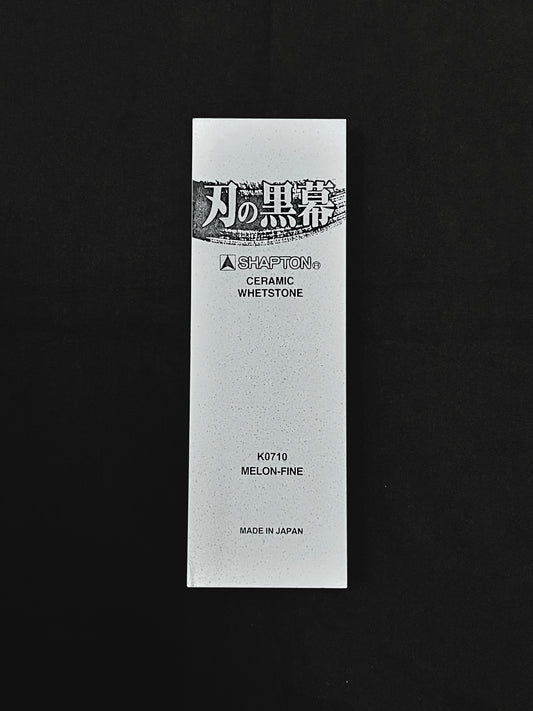 刃の黒幕
SHAPTON
CERAMIC
WHETSTONE
K0710
MELON-FINE
MADE IN JAPAN